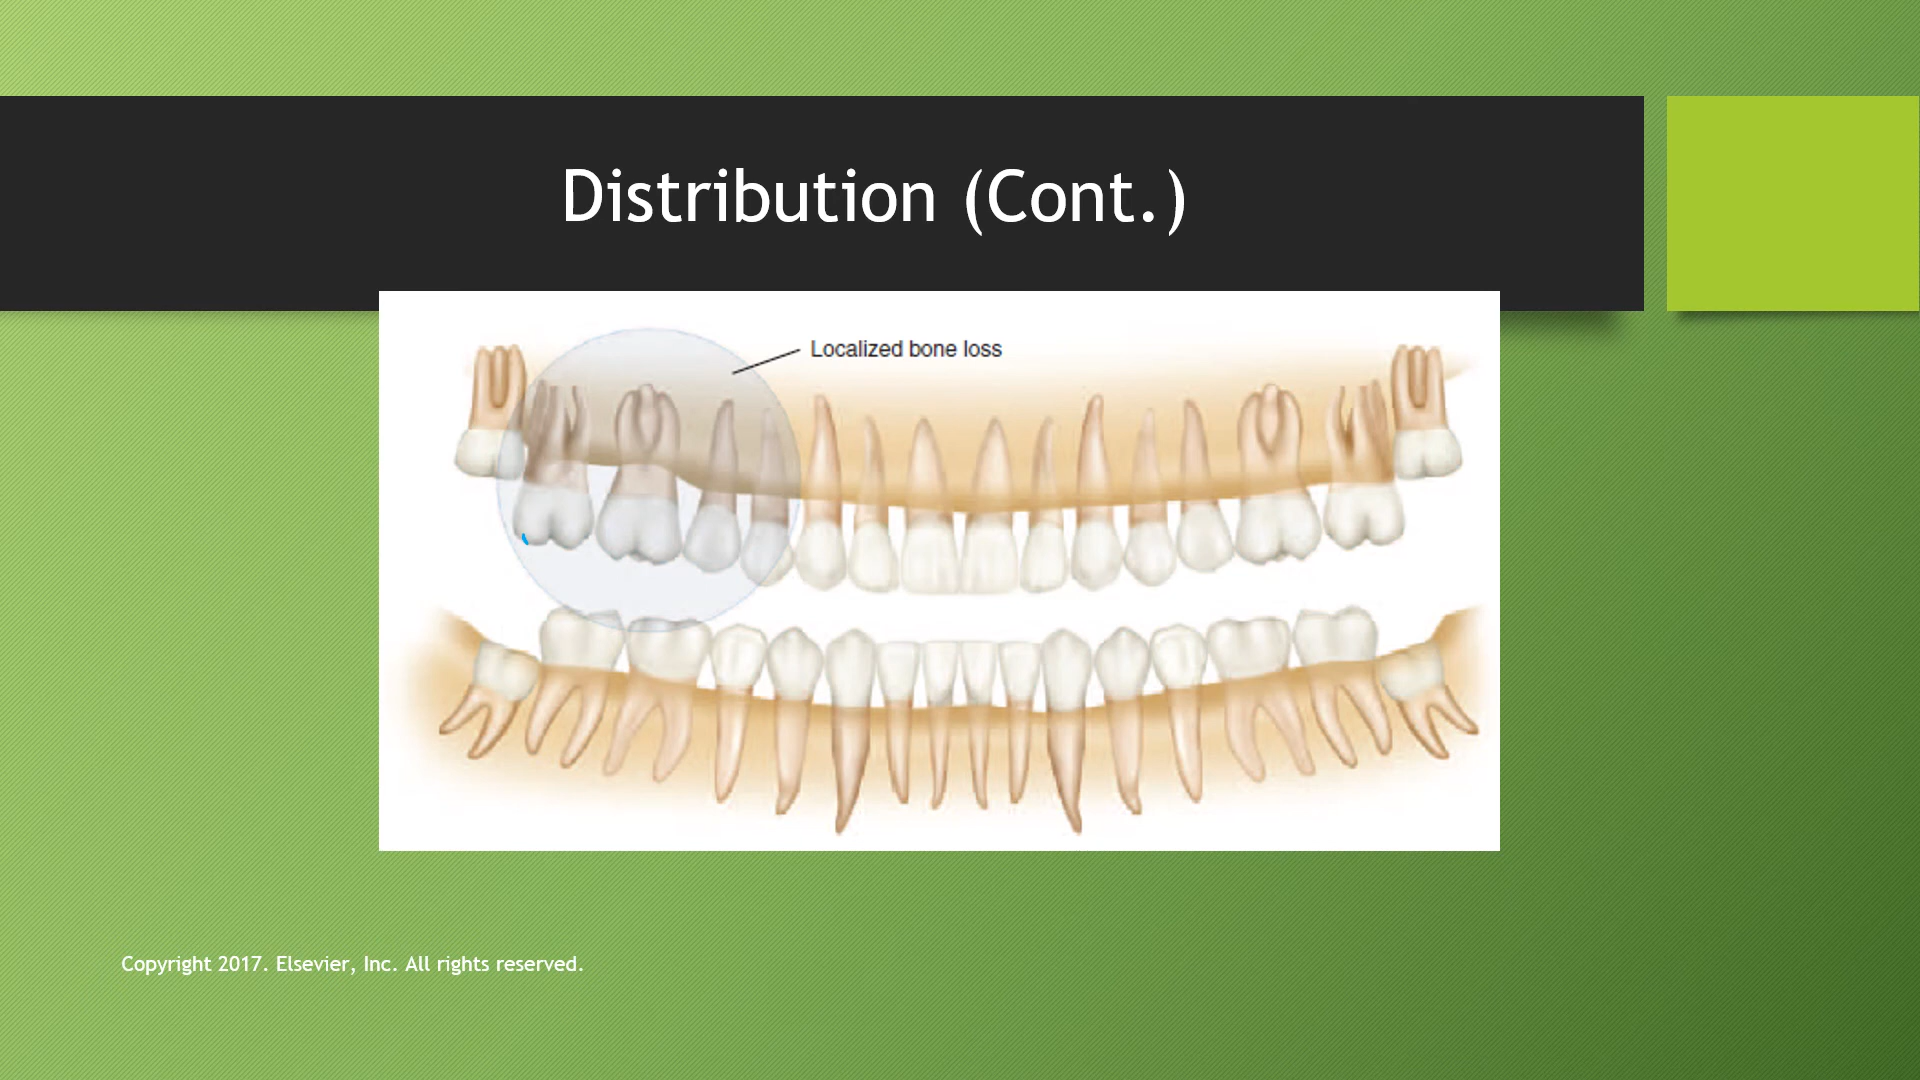 Distribution (Cont.)
Localized bone loss
Copyright 2017. Elsevier, Inc. All rights reserved.